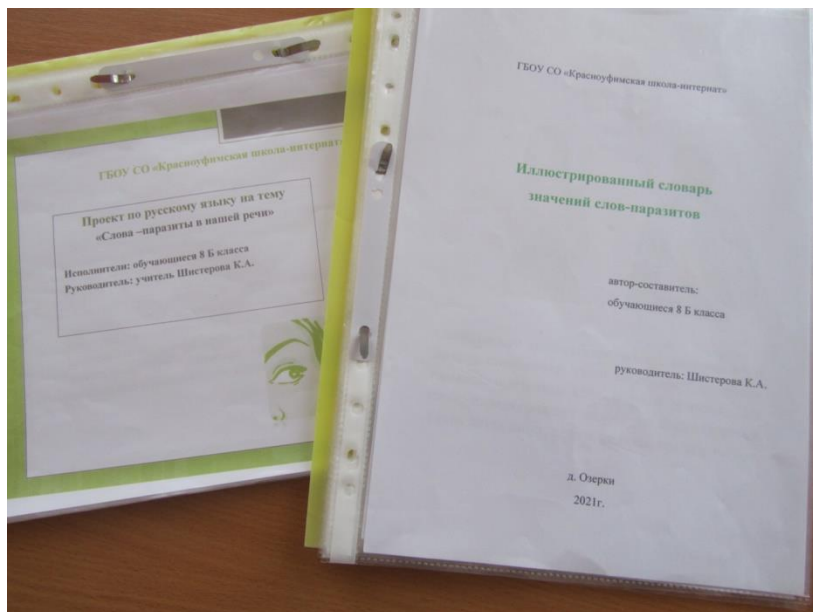 ГБОУ СО «Красноуфимская школа-интернат»
Проект по русскому языку на тему
«Слова –паразиты в нашей речи»
Исполнители: обучающиеся 8 Б класса
Руководитель: учитель Шистерова К.А.
ГБОУ СО «Красноуфимская школа-интернат»
Иллюстрированный словарь
значений слов-паразитов
автор-составитель:
обучающиеся 8 Б класса
руководитель: Шистерова К.А.
д. Озерки
2021г.